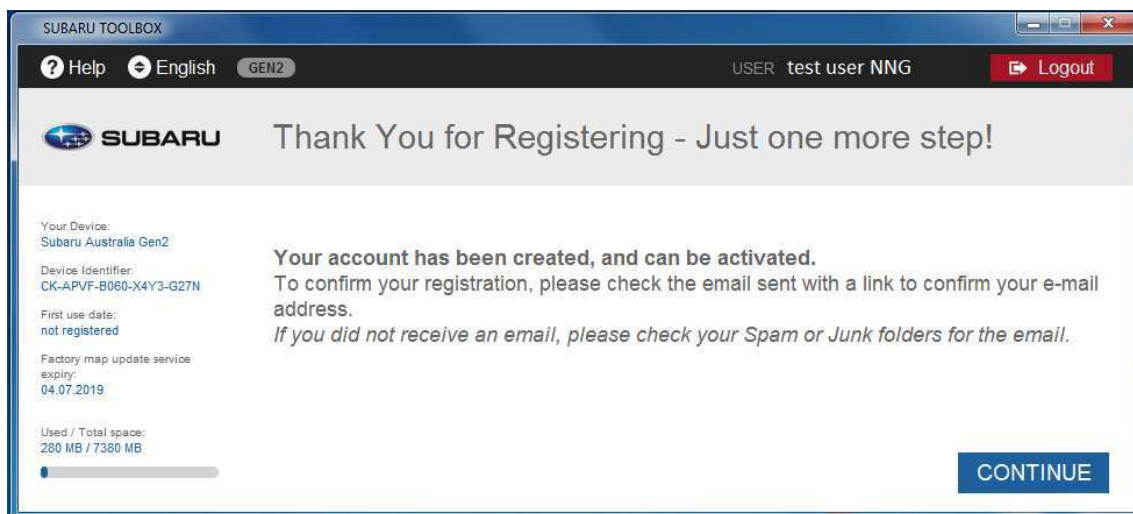 SUBARU TOOLBOX
Help English GEN2 USER test user NNG Logout
SUBARU Thank You for Registering - Just one more step!
Your Device:
Subaru Australia Gen2
Device Identifier:
CK-APVF-B060-X4Y3-G27N
First use date:
not registered
Factory map update service
expiry:
04.07.2019
Used / Total space:
280 MB / 7380 MB
Your account has been created, and can be activated.
To confirm your registration, please check the email sent with a link to confirm your e-mail
address.
If you did not receive an email, please check your Spam or Junk folders for the email.
CONTINUE